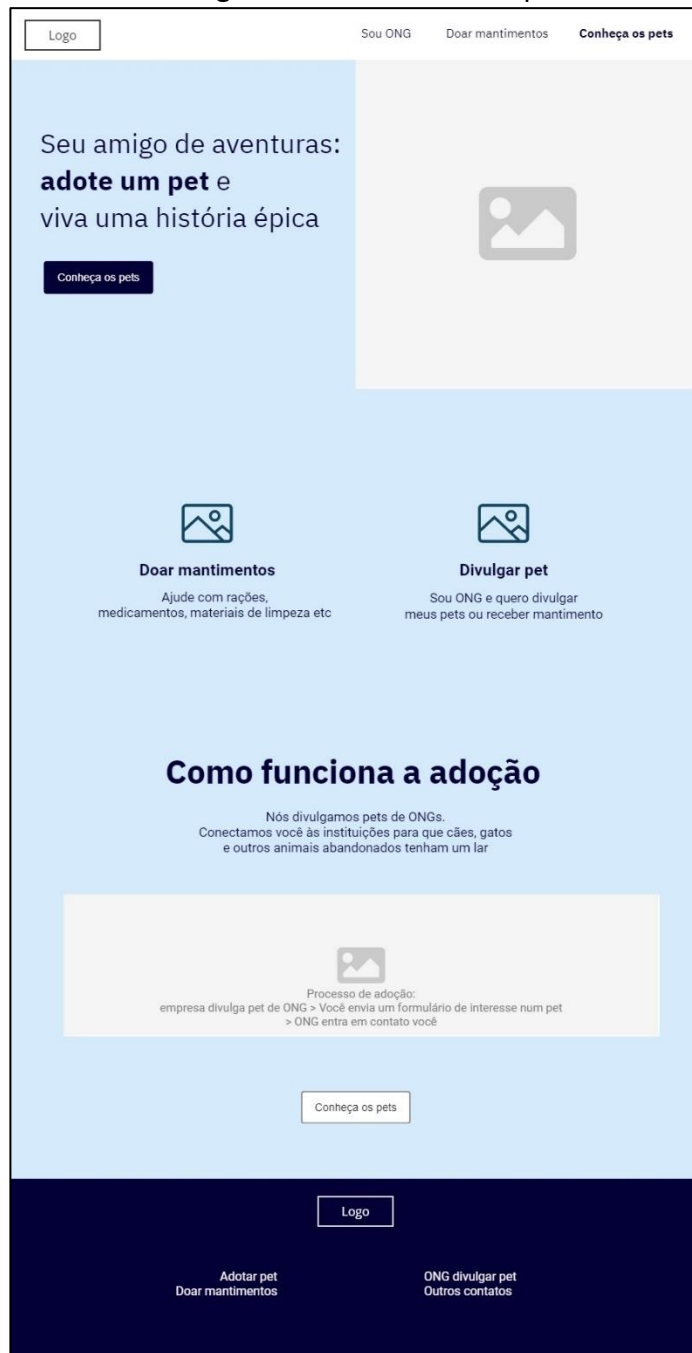 Logo
Sou ONG
Doar mantimentos
Conheça os pets
Seu amigo de aventuras:
adote um pet e
viva uma história épica
Conheça os pets
Doar mantimentos
Ajude com rações,
medicamentos, materiais de limpeza etc
Divulgar pet
Sou ONG e quero divulgar
meus pets ou receber mantimento
Como funciona a adoção
Nós divulgamos pets de ONGs.
Conectamos você às instituições para que cães, gatos
e outros animais abandonados tenham um lar
Processo de adoção:
empresa divulga pet de ONG > Você envia um formulário de interesse num pet
> ONG entra em contato você
Conheça os pets
Logo
Adotar pet
Doar mantimentos
ONG divulgar pet
Outros contatos